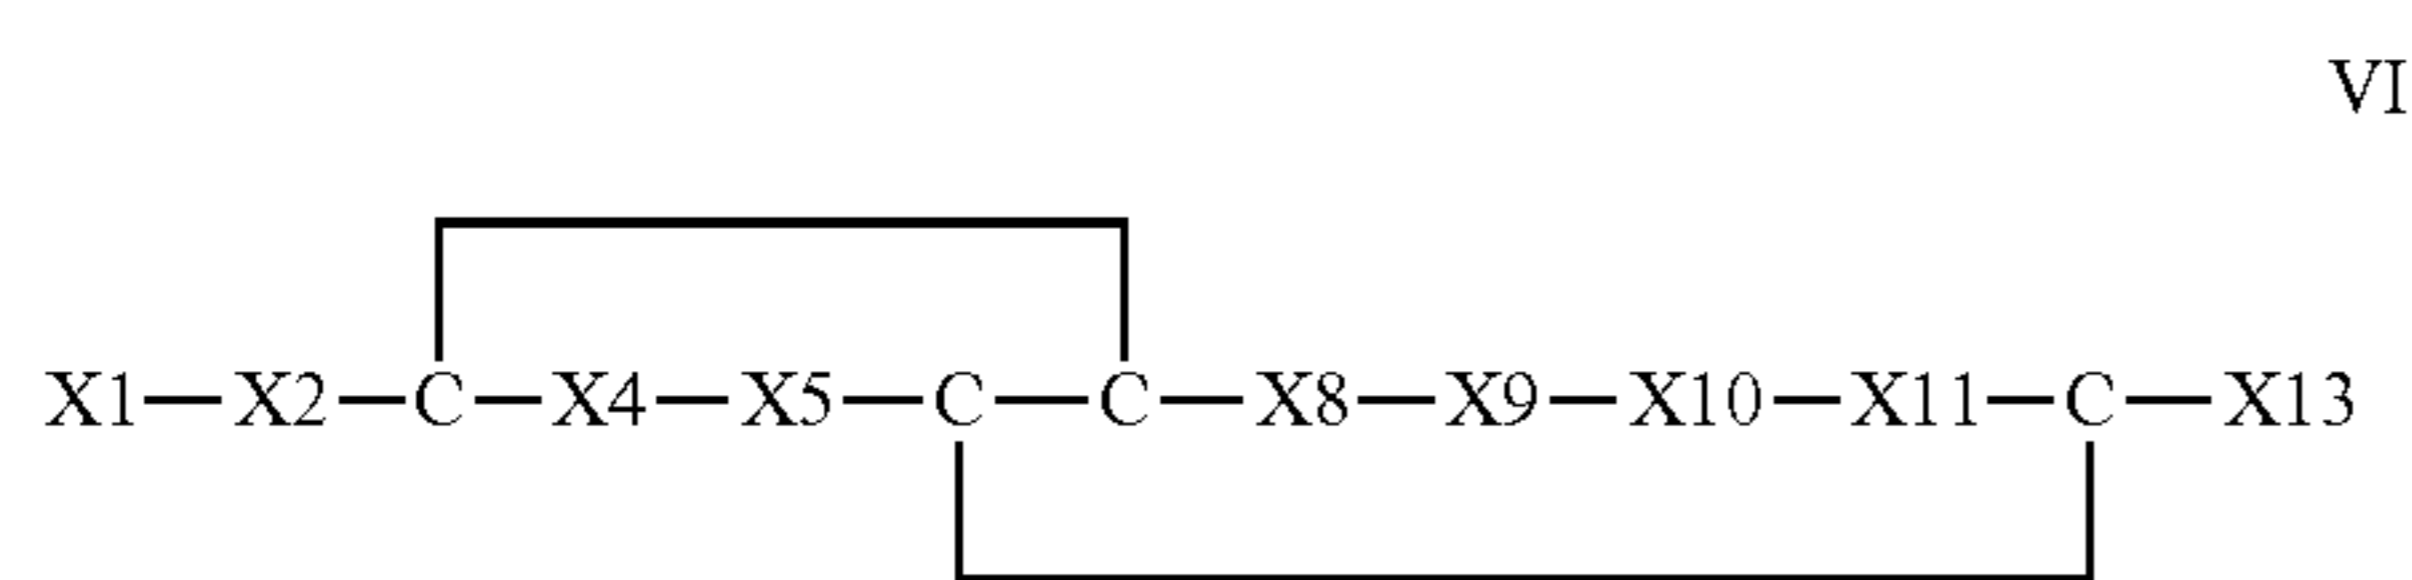 VI
X1—X2—C—X4—X5—C—C—X8—X9—X10—X11—C—X13